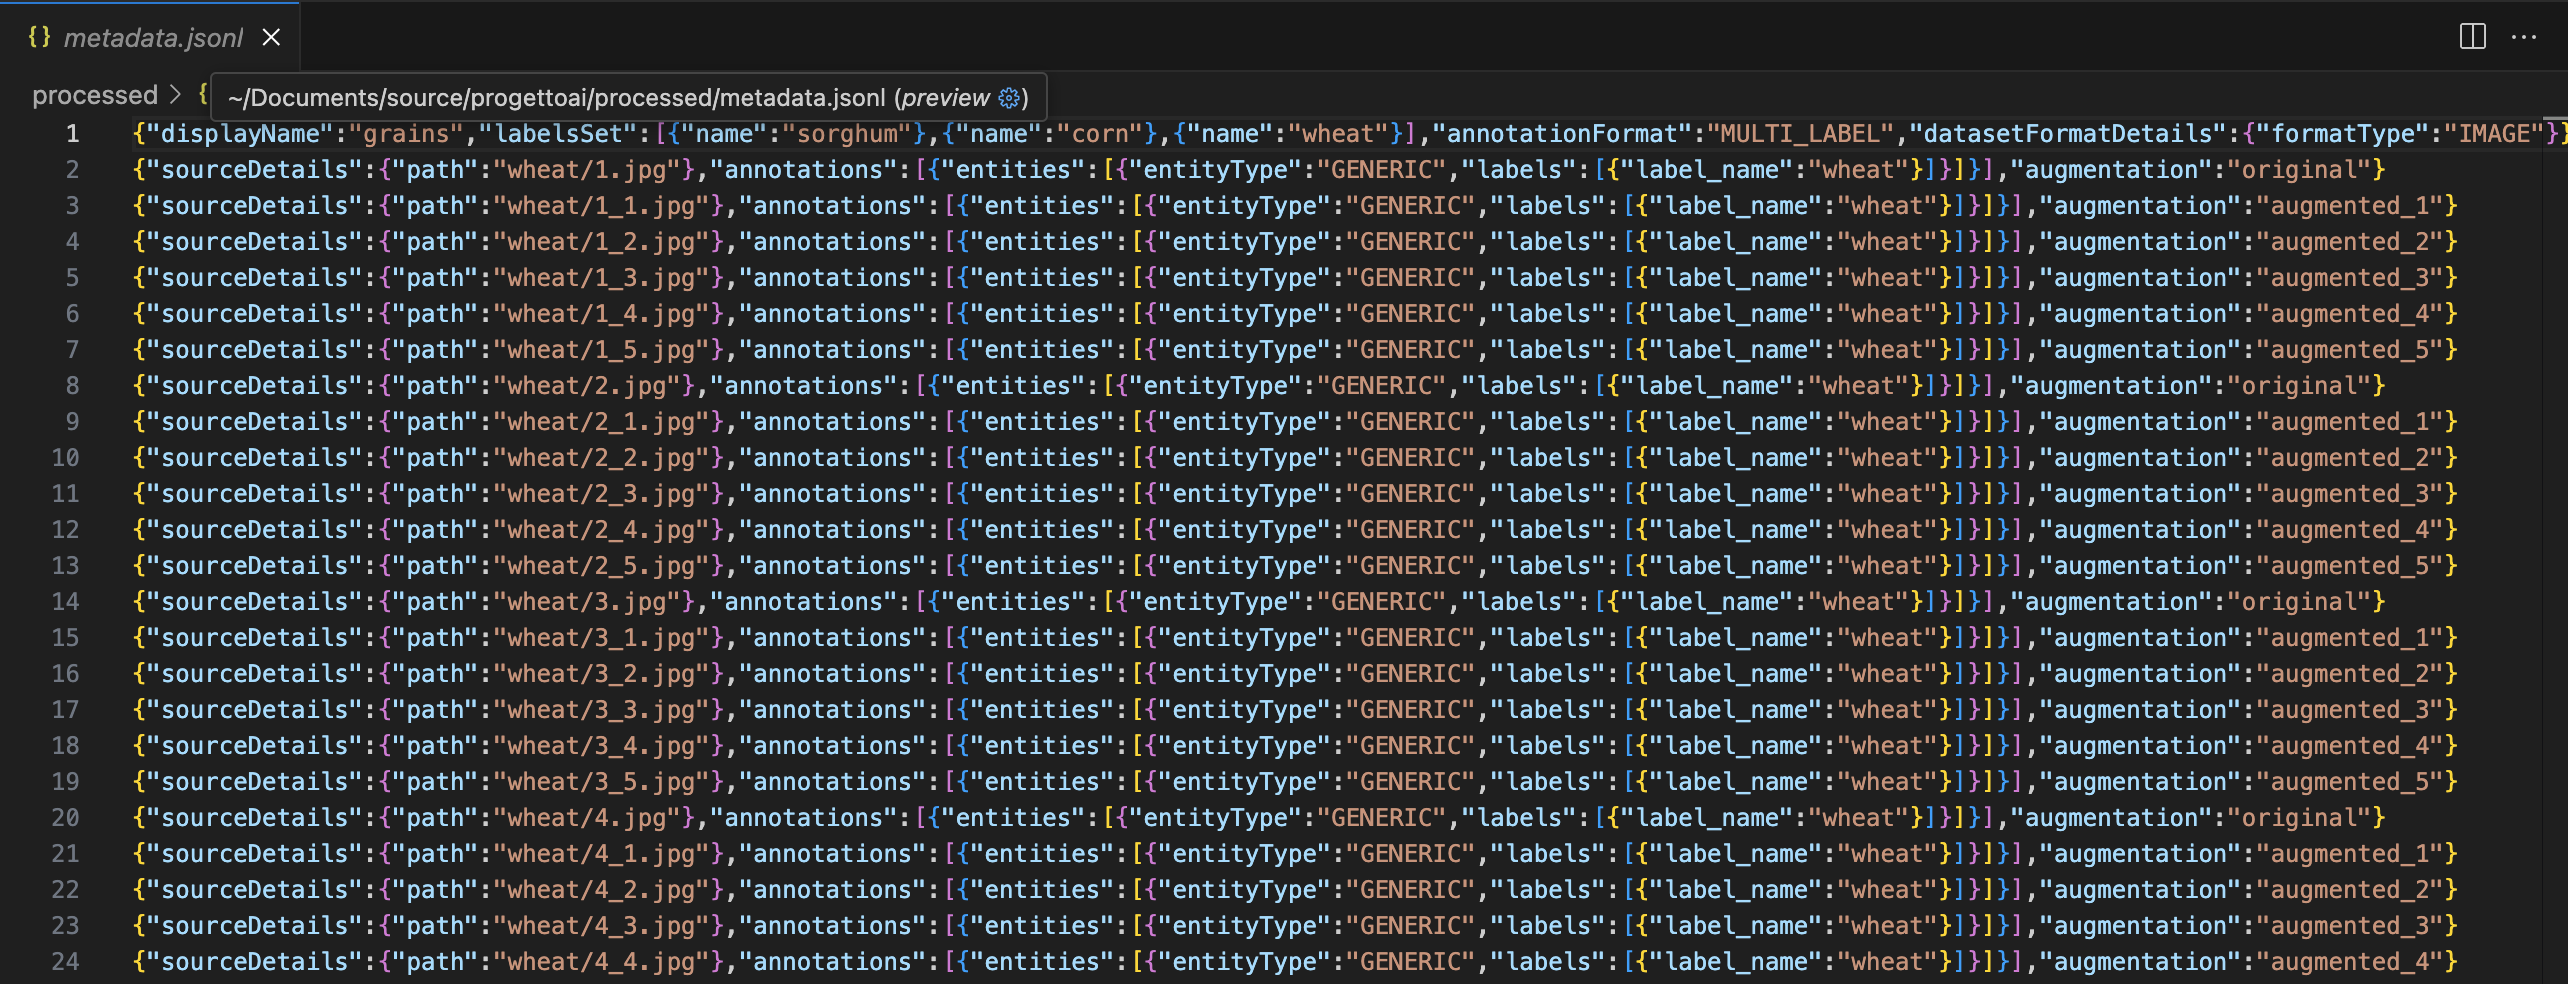 {} metadata.jsonl ×
processed > {
~/Documents/source/progettoai/processed/metadata.jsonl (preview ⚙)
1 {"displayName":"grains","labelsSet":[{"name":"sorghum"},{"name":"corn"},{"name":"wheat"}],"annotationFormat":"MULTI_LABEL","datasetFormatDetails":{"formatType":"IMAGE"}}
2 {"sourceDetails":{"path":"wheat/1.jpg"},"annotations":[{"entities":[{"entityType":"GENERIC","labels":[{"label_name":"wheat"}]}]}],"augmentation":"original"}
3 {"sourceDetails":{"path":"wheat/1_1.jpg"},"annotations":[{"entities":[{"entityType":"GENERIC","labels":[{"label_name":"wheat"}]}]}],"augmentation":"augmented_1"}
4 {"sourceDetails":{"path":"wheat/1_2.jpg"},"annotations":[{"entities":[{"entityType":"GENERIC","labels":[{"label_name":"wheat"}]}]}],"augmentation":"augmented_2"}
5 {"sourceDetails":{"path":"wheat/1_3.jpg"},"annotations":[{"entities":[{"entityType":"GENERIC","labels":[{"label_name":"wheat"}]}]}],"augmentation":"augmented_3"}
6 {"sourceDetails":{"path":"wheat/1_4.jpg"},"annotations":[{"entities":[{"entityType":"GENERIC","labels":[{"label_name":"wheat"}]}]}],"augmentation":"augmented_4"}
7 {"sourceDetails":{"path":"wheat/1_5.jpg"},"annotations":[{"entities":[{"entityType":"GENERIC","labels":[{"label_name":"wheat"}]}]}],"augmentation":"augmented_5"}
8 {"sourceDetails":{"path":"wheat/2.jpg"},"annotations":[{"entities":[{"entityType":"GENERIC","labels":[{"label_name":"wheat"}]}]}],"augmentation":"original"}
9 {"sourceDetails":{"path":"wheat/2_1.jpg"},"annotations":[{"entities":[{"entityType":"GENERIC","labels":[{"label_name":"wheat"}]}]}],"augmentation":"augmented_1"}
10 {"sourceDetails":{"path":"wheat/2_2.jpg"},"annotations":[{"entities":[{"entityType":"GENERIC","labels":[{"label_name":"wheat"}]}]}],"augmentation":"augmented_2"}
11 {"sourceDetails":{"path":"wheat/2_3.jpg"},"annotations":[{"entities":[{"entityType":"GENERIC","labels":[{"label_name":"wheat"}]}]}],"augmentation":"augmented_3"}
12 {"sourceDetails":{"path":"wheat/2_4.jpg"},"annotations":[{"entities":[{"entityType":"GENERIC","labels":[{"label_name":"wheat"}]}]}],"augmentation":"augmented_4"}
13 {"sourceDetails":{"path":"wheat/2_5.jpg"},"annotations":[{"entities":[{"entityType":"GENERIC","labels":[{"label_name":"wheat"}]}]}],"augmentation":"augmented_5"}
14 {"sourceDetails":{"path":"wheat/3.jpg"},"annotations":[{"entities":[{"entityType":"GENERIC","labels":[{"label_name":"wheat"}]}]}],"augmentation":"original"}
15 {"sourceDetails":{"path":"wheat/3_1.jpg"},"annotations":[{"entities":[{"entityType":"GENERIC","labels":[{"label_name":"wheat"}]}]}],"augmentation":"augmented_1"}
16 {"sourceDetails":{"path":"wheat/3_2.jpg"},"annotations":[{"entities":[{"entityType":"GENERIC","labels":[{"label_name":"wheat"}]}]}],"augmentation":"augmented_2"}
17 {"sourceDetails":{"path":"wheat/3_3.jpg"},"annotations":[{"entities":[{"entityType":"GENERIC","labels":[{"label_name":"wheat"}]}]}],"augmentation":"augmented_3"}
18 {"sourceDetails":{"path":"wheat/3_4.jpg"},"annotations":[{"entities":[{"entityType":"GENERIC","labels":[{"label_name":"wheat"}]}]}],"augmentation":"augmented_4"}
19 {"sourceDetails":{"path":"wheat/3_5.jpg"},"annotations":[{"entities":[{"entityType":"GENERIC","labels":[{"label_name":"wheat"}]}]}],"augmentation":"augmented_5"}
20 {"sourceDetails":{"path":"wheat/4.jpg"},"annotations":[{"entities":[{"entityType":"GENERIC","labels":[{"label_name":"wheat"}]}]}],"augmentation":"original"}
21 {"sourceDetails":{"path":"wheat/4_1.jpg"},"annotations":[{"entities":[{"entityType":"GENERIC","labels":[{"label_name":"wheat"}]}]}],"augmentation":"augmented_1"}
22 {"sourceDetails":{"path":"wheat/4_2.jpg"},"annotations":[{"entities":[{"entityType":"GENERIC","labels":[{"label_name":"wheat"}]}]}],"augmentation":"augmented_2"}
23 {"sourceDetails":{"path":"wheat/4_3.jpg"},"annotations":[{"entities":[{"entityType":"GENERIC","labels":[{"label_name":"wheat"}]}]}],"augmentation":"augmented_3"}
24 {"sourceDetails":{"path":"wheat/4_4.jpg"},"annotations":[{"entities":[{"entityType":"GENERIC","labels":[{"label_name":"wheat"}]}]}],"augmentation":"augmented_4"}